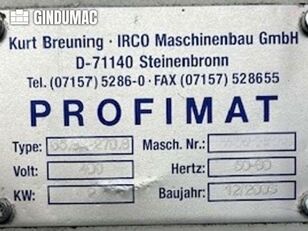 GINDUMAC
Kurt Breuning · IRCO Maschinenbau GmbH
D-71140 Steinenbronn
Tel. (07157) 5286-0 · FAX (07157) 528655
PROFIMAT
Type: Masch. Nr.
Volt: 400 Hertz: 50-60
KW: Baujahr: 12/2003